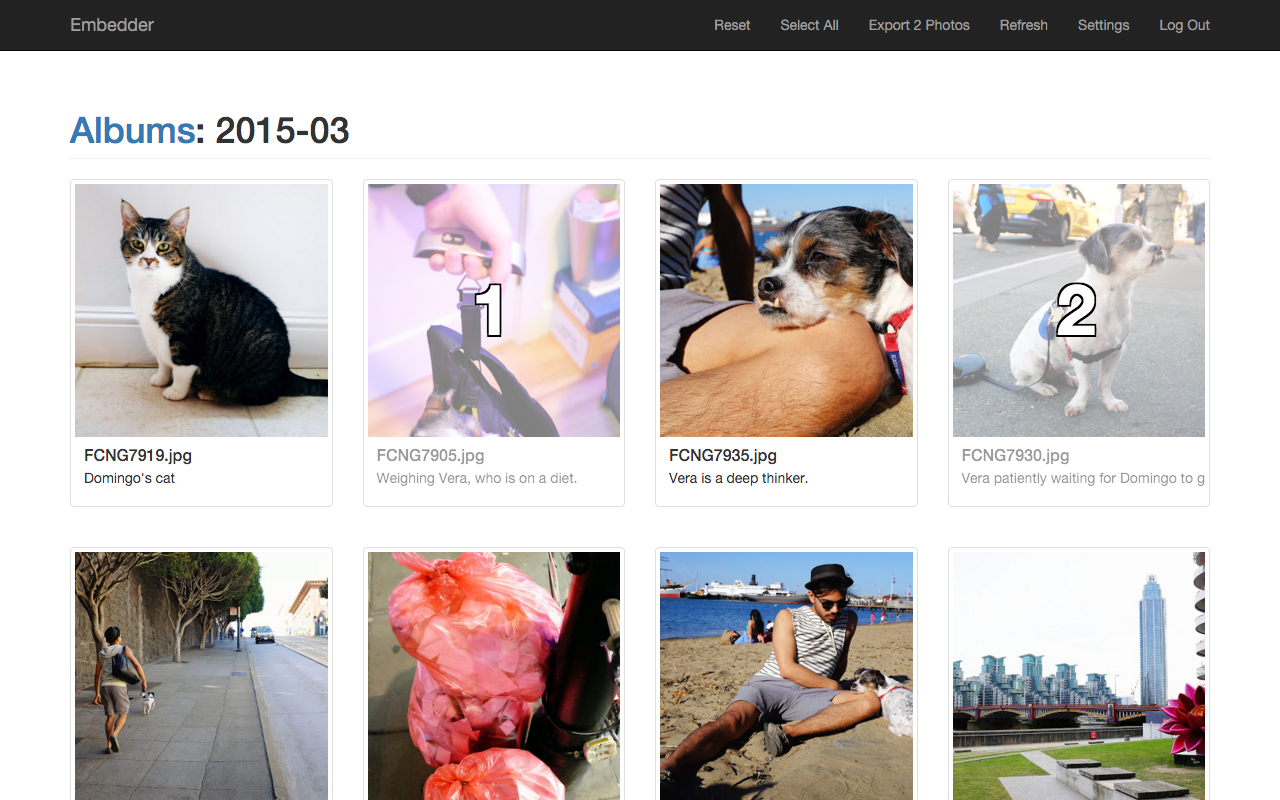 Embedder
Reset Select All Export 2 Photos Refresh Settings Log Out
Albums: 2015-03
1
2
FCNG7919.jpg
Domingo's cat
FCNG7905.jpg
Weighing Vera, who is on a diet.
FCNG7935.jpg
Vera is a deep thinker.
FCNG7930.jpg
Vera patiently waiting for Domingo to g